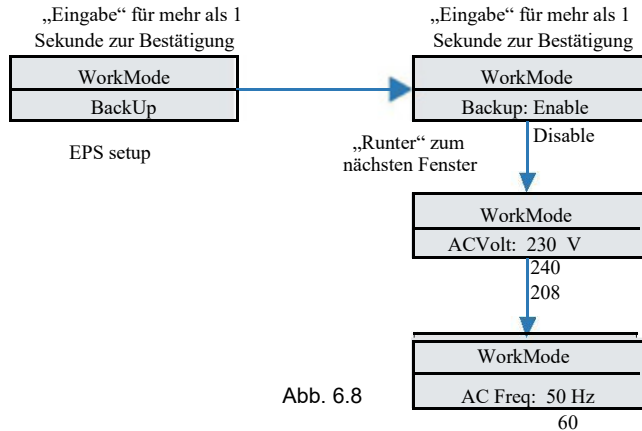 „Eingabe“ für mehr als 1
Sekunde zur Bestätigung
WorkMode
BackUp
EPS setup
„Eingabe“ für mehr als 1
Sekunde zur Bestätigung
WorkMode
Backup: Enable
Disable
„Runter“ zum
nächsten Fenster
WorkMode
ACVolt: 230 V
240
208
WorkMode
AC Freq: 50 Hz
60
Abb. 6.8